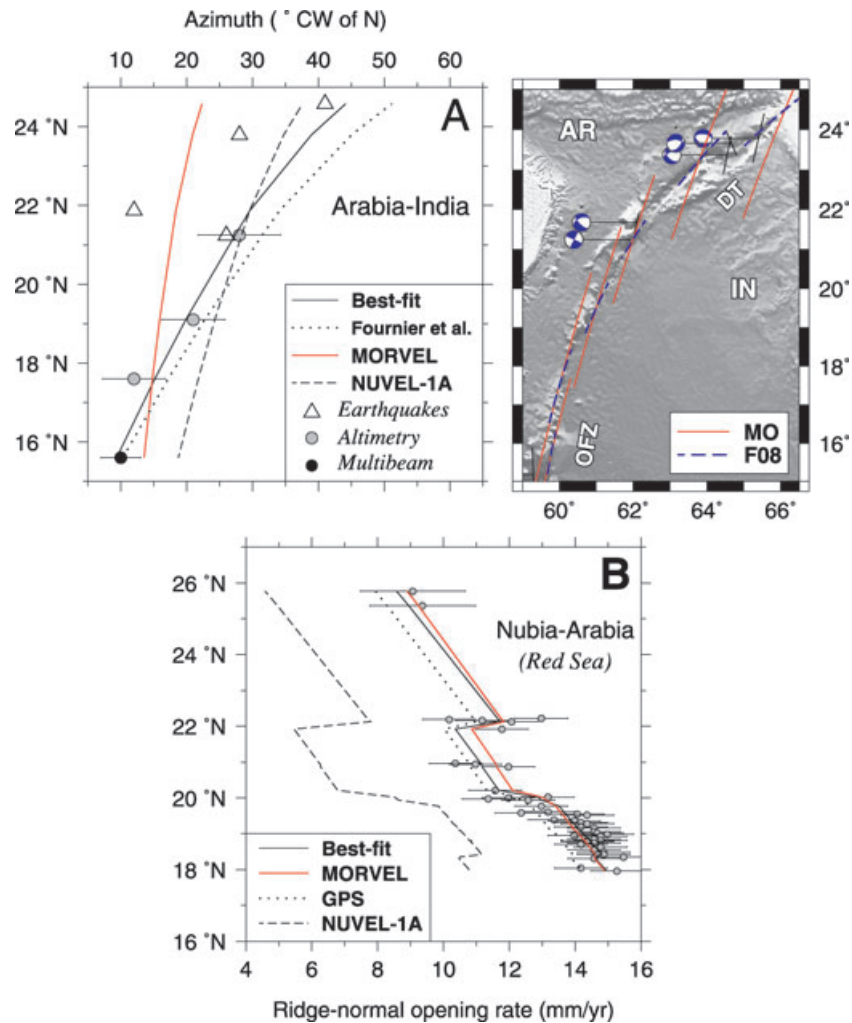 Azimuth ( ° CW of N)
10 20 30 40 50 60
24 ° N
22 ° N
20 ° N
18 ° N
16 ° N
A
Arabia-India
Best-fit
Fournier et al.
MORVEL
NUVEL-1A
Earthquakes
Altimetry
Multibeam
AR
DT
IN
OFZ
MO
F08
24°
22°
20°
18°
16°
60° 62° 64° 66°
B
Nubia-Arabia
(Red Sea)
26 ° N
24 ° N
22 ° N
20 ° N
18 ° N
16 ° N
Best-fit
MORVEL
GPS
NUVEL-1A
4 6 8 10 12 14 16
Ridge-normal opening rate (mm/yr)